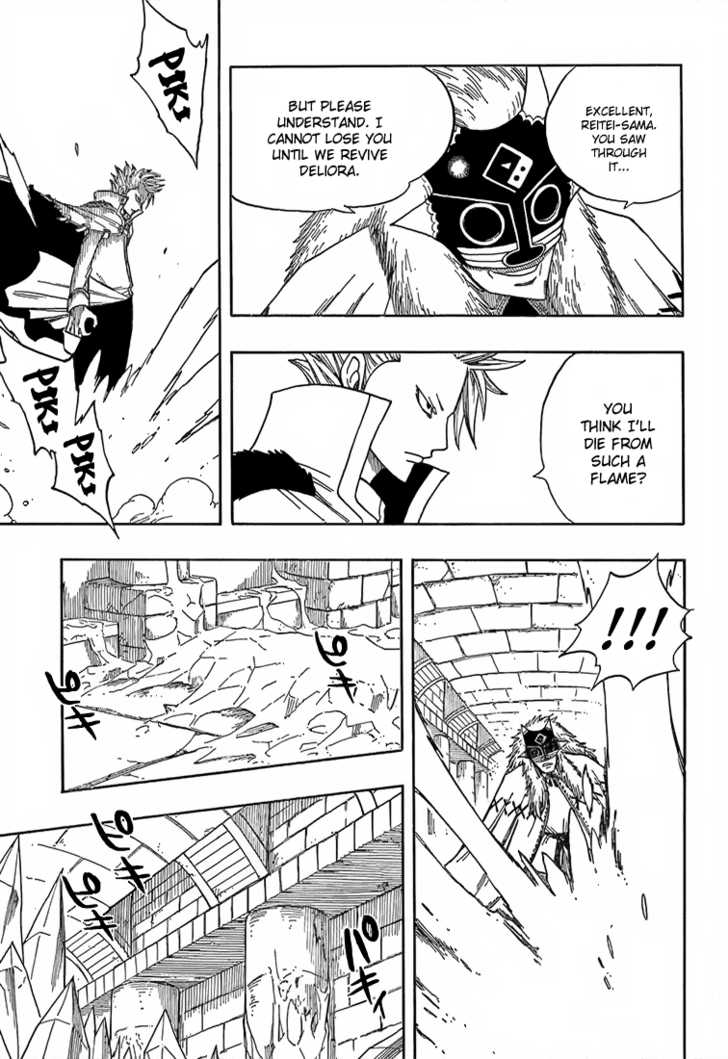 EXCELLENT,
REITEI-SAMA.
YOU SAW
THROUGH
IT...
BUT PLEASE
UNDERSTAND. I
CANNOT LOSE YOU
UNTIL WE REVIVE
DELIORA.
PIKI
PIKI
PIKI
YOU
THINK I'LL
DIE FROM
SUCH A
FLAME?
!!!
ピキ
ピキ
ピキ
ピキ
パキィ